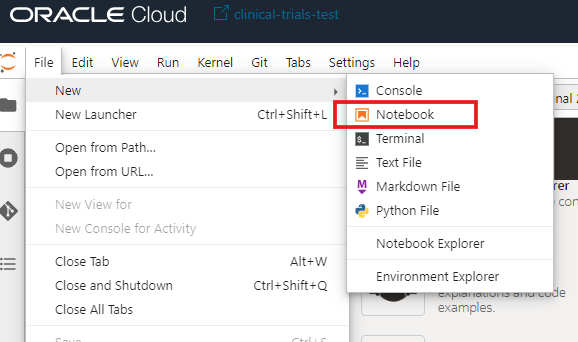 ORACLE Cloud clinical-trials-test
File Edit View Run Kernel Git Tabs Settings Help
New
New Launcher Ctrl+Shift+L
Open from Path...
Open from URL...
New View for
New Console for Activity
Close Tab Alt+W
Close and Shutdown Ctrl+Shift+Q
Close All Tabs
Save Ctrl+S
Console
Notebook
Terminal
Text File
Markdown File
Python File
Notebook Explorer
Environment Explorer
explanations and code
examples.